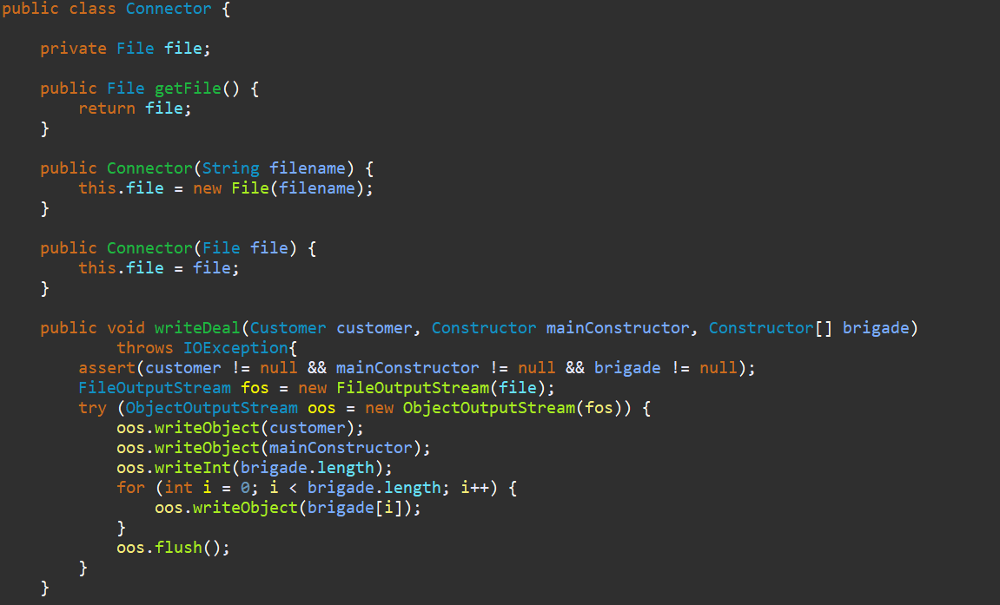 public class Connector {
private File file;
public File getFile() {
return file;
}
public Connector(String filename) {
this.file = new File(filename);
}
public Connector(File file) {
this.file = file;
}
public void writeDeal(Customer customer, Constructor mainConstructor, Constructor[] brigade)
throws IOException{
assert(customer != null && mainConstructor != null && brigade != null);
FileOutputStream fos = new FileOutputStream(file);
try (ObjectOutputStream oos = new ObjectOutputStream(fos)) {
oos.writeObject(customer);
oos.writeObject(mainConstructor);
oos.writeInt(brigade.length);
for (int i = 0; i < brigade.length; i++) {
oos.writeObject(brigade[i]);
}
oos.flush();
}
}